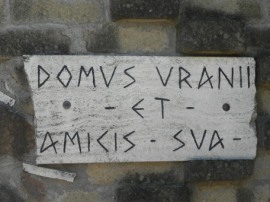 DOMVS VRANII
• - ET - •
AMICIS - SVA -